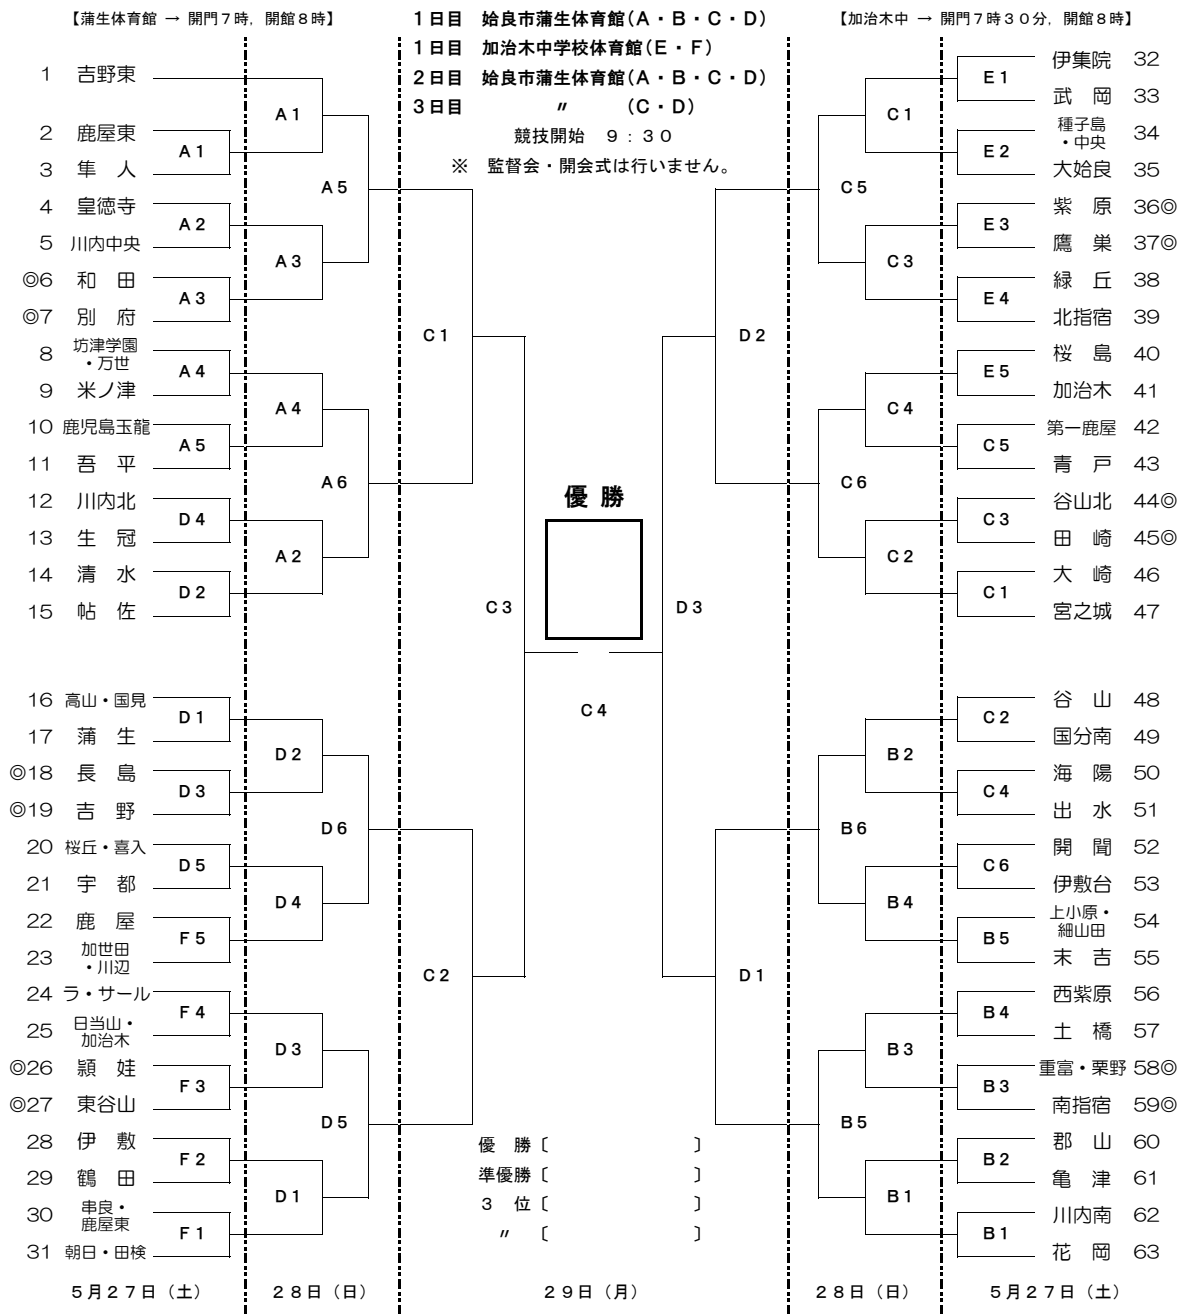 【蒲生体育館 → 開門７時，開館８時】
１日目 姶良市蒲生体育館（Ａ・Ｂ・Ｃ・Ｄ）
【加治木中 → 開門７時３０分，開館８時】
１日目 加治木中学校体育館（Ｅ・Ｆ）
２日目 姶良市蒲生体育館（Ａ・Ｂ・Ｃ・Ｄ）
３日目 〃 （Ｃ・Ｄ）
競技開始 ９：３０
※ 監督会・開会式は行いません。
1 吉野東
2 鹿屋東
3 隼 人
4 皇徳寺
5 川内中央
◎6 和 田
◎7 別 府
8 坊津学園
・万世
9 米ノ津
10 鹿児島玉龍
11 吾 平
12 川内北
13 生 冠
14 清 水
15 帖 佐
16 高山・国見
17 蒲 生
◎18 長 島
◎19 吉 野
20 桜丘・喜入
21 宇 都
22 鹿 屋
23 加世田
・川辺
24 ラ・サール
25 日当山・
加治木
◎26 頴 娃
◎27 東谷山
28 伊 敷
29 鶴 田
30 串良・
鹿屋東
31 朝日・田検
Ａ１
Ａ２
Ａ３
Ａ４
Ａ５
Ｄ４
Ｄ２
Ｄ１
Ｄ３
Ｄ５
Ｆ５
Ｆ４
Ｆ３
Ｆ２
Ｆ１
Ａ１
Ａ３
Ａ４
Ａ２
Ｄ２
Ｄ４
Ｄ３
Ｄ１
Ａ５
Ａ６
Ｄ６
Ｄ５
Ｃ１
Ｃ２
Ｃ３
優 勝
Ｃ４
Ｄ３
Ｄ２
Ｄ１
Ｃ５
Ｃ６
Ｂ６
Ｂ５
Ｃ１
Ｃ３
Ｃ４
Ｃ２
Ｂ２
Ｂ４
Ｂ３
Ｂ１
Ｅ１
Ｅ２
Ｅ３
Ｅ４
Ｅ５
Ｃ５
Ｃ３
Ｃ１
Ｃ２
Ｃ４
Ｃ６
Ｂ５
Ｂ４
Ｂ３
Ｂ２
Ｂ１
伊集院 32
武 岡 33
種子島
・中央 34
大姶良 35
紫 原 36◎
鷹 巣 37◎
緑 丘 38
北指宿 39
桜 島 40
加治木 41
第一鹿屋 42
青 戸 43
谷山北 44◎
田 崎 45◎
大 崎 46
宮之城 47
谷 山 48
国分南 49
海 陽 50
出 水 51
開 聞 52
伊敷台 53
上小原・
細山田 54
末 吉 55
西紫原 56
土 橋 57
重富・栗野 58◎
南指宿 59◎
郡 山 60
亀 津 61
川内南 62
花 岡 63
優 勝〔 〕
準優勝〔 〕
３ 位〔 〕
〃 〔 〕
５月２７日（土）
２８日（日）
２９日（月）
２８日（日）
５月２７日（土）